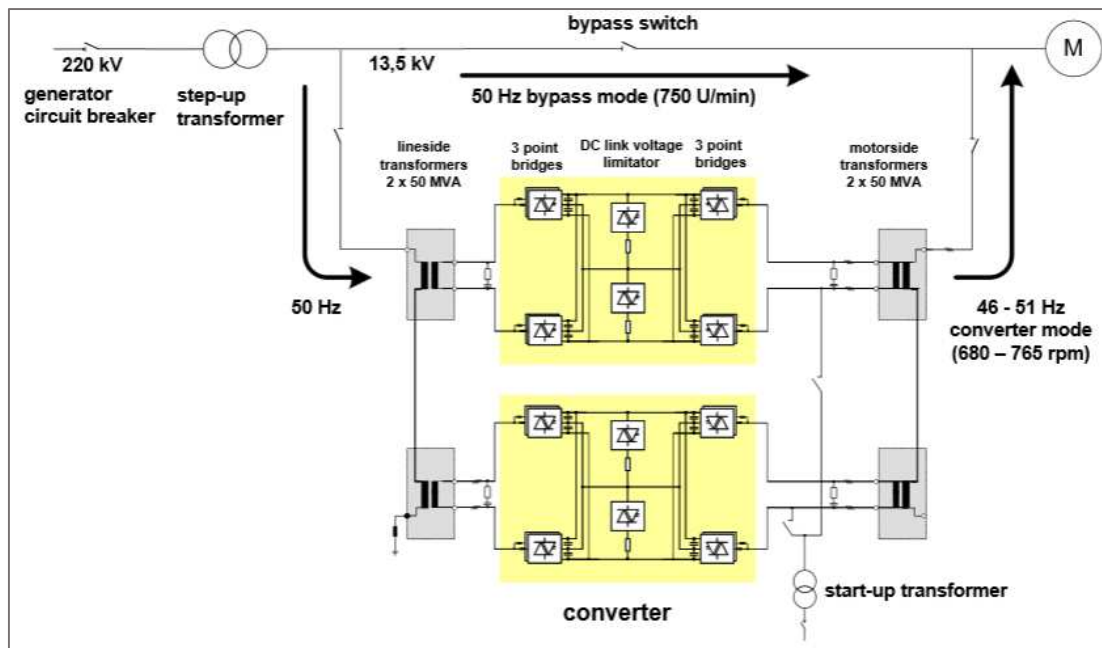 bypass switch
M
220 kV
13,5 kV
generator
circuit breaker
step-up
transformer
50 Hz bypass mode (750 U/min)
lineside
transformers
2 x 50 MVA
3 point
bridges
DC link voltage
limitator
3 point
bridges
motorside
transformers
2 x 50 MVA
50 Hz
46 - 51 Hz
converter mode
(680 – 765 rpm)
start-up transformer
converter